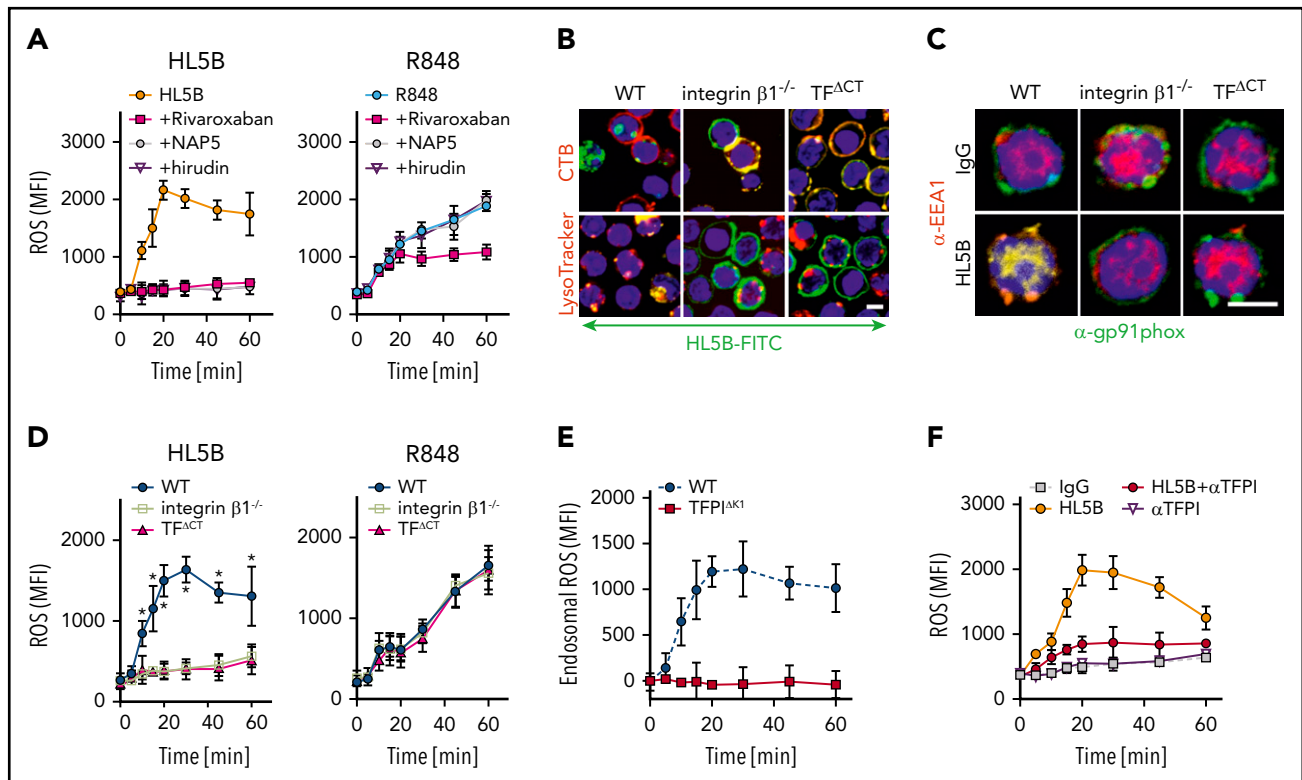 A
HL5B
HL5B
+Rivaroxaban
+NAP5
+hirudin
ROS (MFI)
3000
2000
1000
0
0 20 40 60
Time [min]
R848
R848
+Rivaroxaban
+NAP5
+hirudin
3000
2000
1000
0
0 20 40 60
Time [min]
B
WT integrin β1-/- TFΔCT
CTB
LysoTracker
HL5B-FITC
C
WT integrin β1-/- TFΔCT
α-EEA1
IgG
HL5B
α-gp91phox
D
HL5B
WT
integrin β1-/-
TFΔCT
ROS (MFI)
2000
1000
0
* * * * * *
0 20 40 60
Time [min]
R848
WT
integrin β1-/-
TFΔCT
2000
1000
0
0 20 40 60
Time [min]
E
WT
TFPIΔK1
Endosomal ROS (MFI)
2000
1500
1000
500
0
0 20 40 60
Time [min]
F
IgG HL5B+αTFPI
HL5B αTFPI
ROS (MFI)
3000
2000
1000
0
0 20 40 60
Time [min]